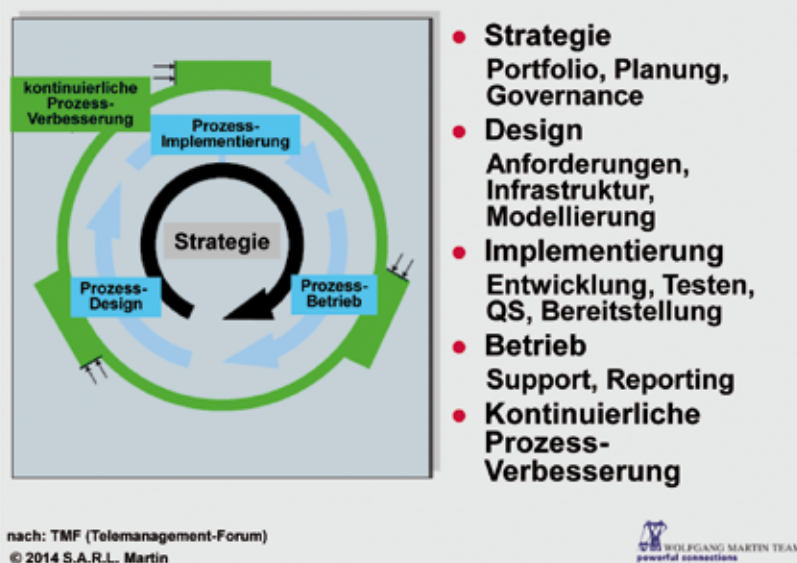 kontinuierliche
Prozess-
Verbesserung
Prozess-
Implementierung
Strategie
Prozess-
Design
Prozess-
Betrieb
Strategie
Portfolio, Planung,
Governance
Design
Anforderungen,
Infrastruktur,
Modellierung
Implementierung
Entwicklung, Testen,
QS, Bereitstellung
Betrieb
Support, Reporting
Kontinuierliche
Prozess-
Verbesserung
nach: TMF (Telemanagement-Forum)
© 2014 S.A.R.L. Martin
WOLFGANG MARTIN TEAM
powerful connections